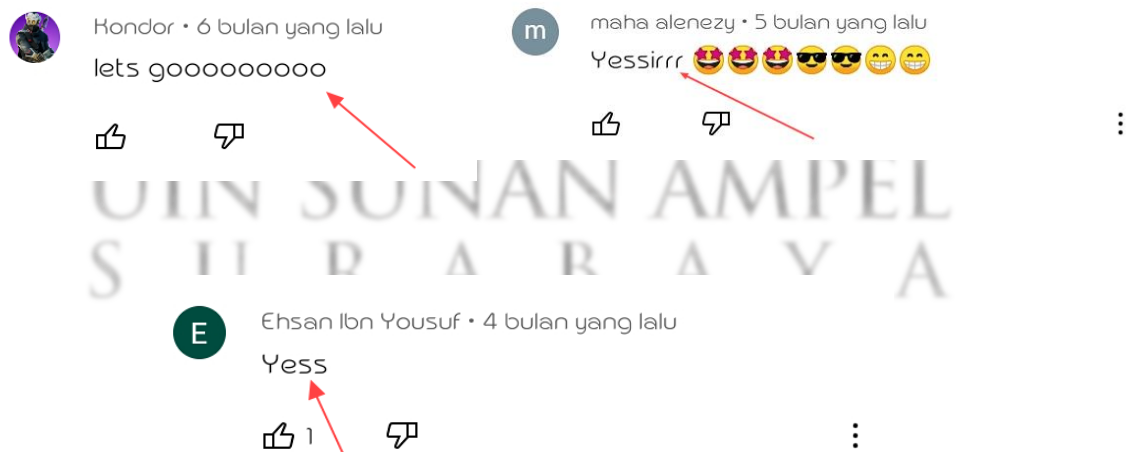 Kondor • 6 bulan yang lalu
lets gooooooooo
m
maha alenezy • 5 bulan yang lalu
Yessirrr 🤩🤩🤩😎😎😁😁
UIN SUNAN AMPEL
S U R A B A Y A
E
Ehsan Ibn Yousuf • 4 bulan yang lalu
Yess
1